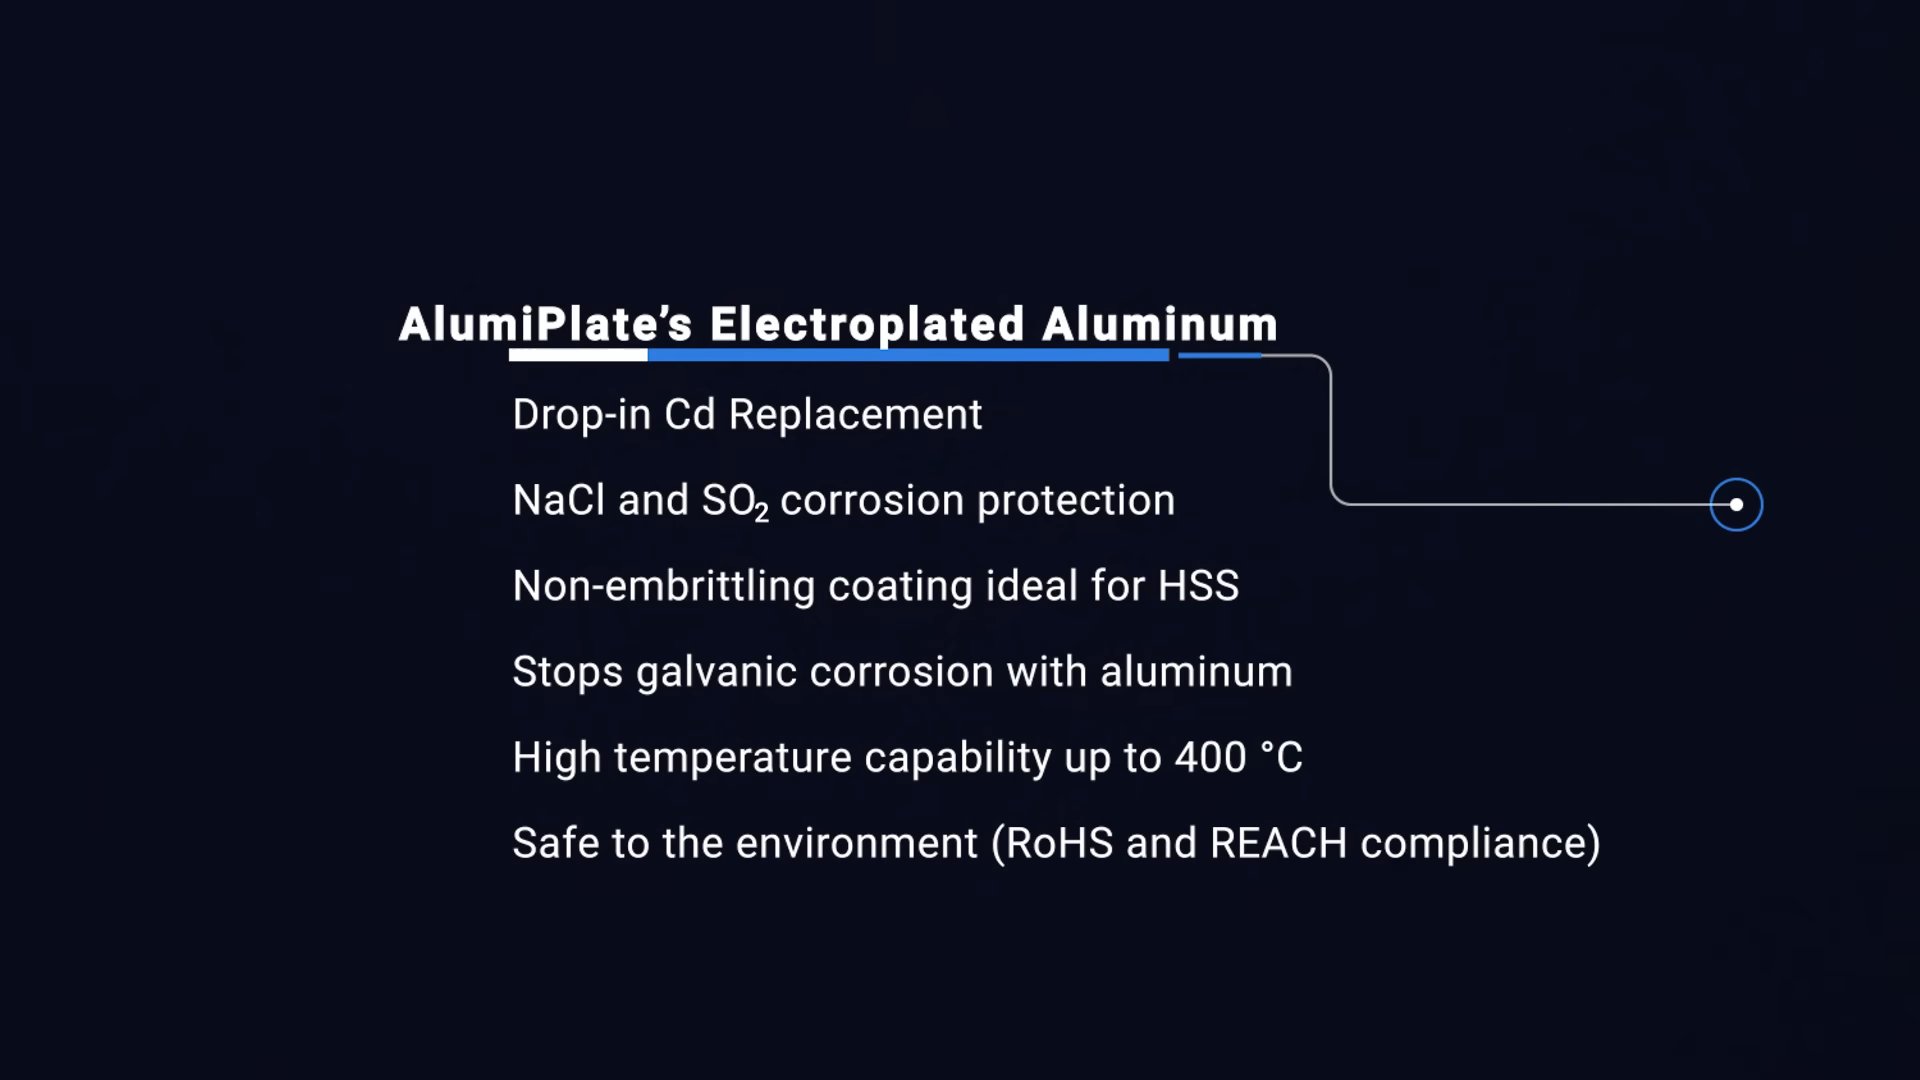 AlumiPlate’s Electroplated Aluminum
Drop-in Cd Replacement
NaCl and SO₂ corrosion protection
Non-embrittling coating ideal for HSS
Stops galvanic corrosion with aluminum
High temperature capability up to 400 °C
Safe to the environment (RoHS and REACH compliance)